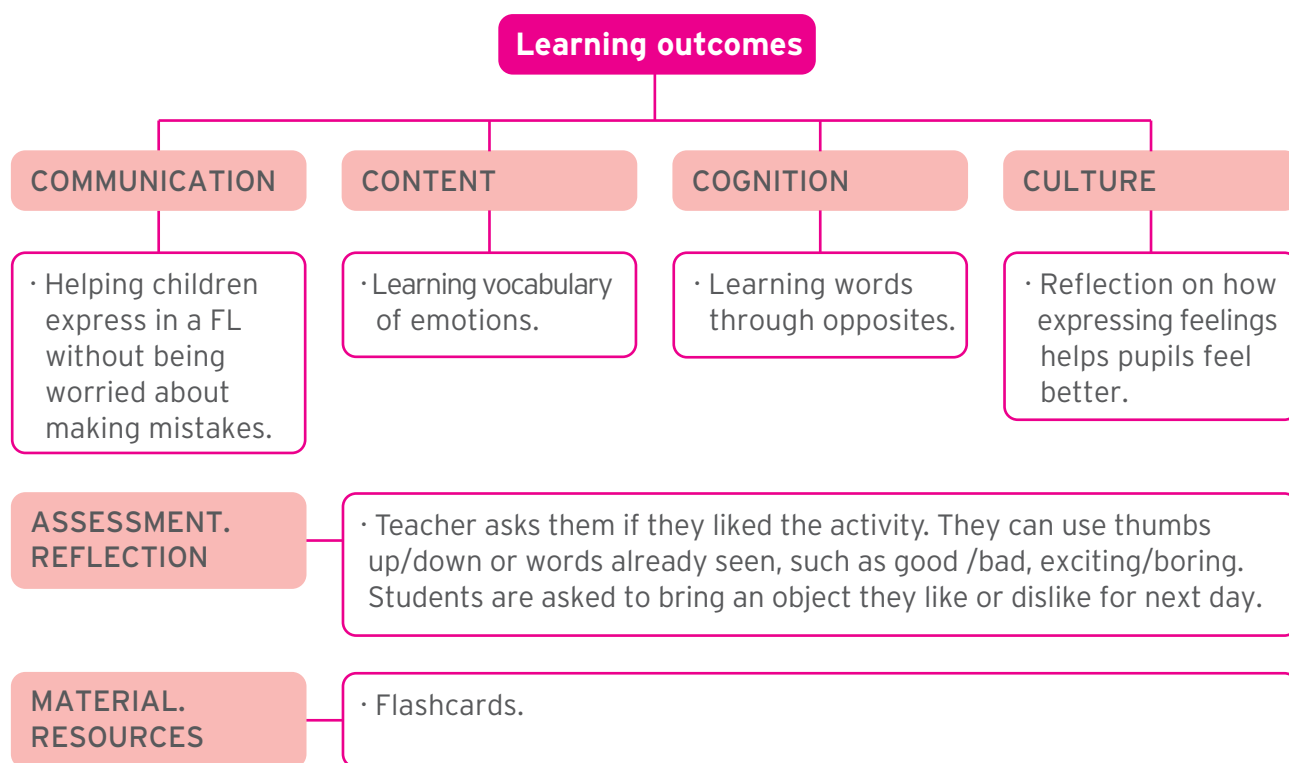 Learning outcomes
COMMUNICATION
· Helping children
express in a FL
without being
worried about
making mistakes.
CONTENT
· Learning vocabulary
of emotions.
COGNITION
· Learning words
through opposites.
CULTURE
· Reflection on how
expressing feelings
helps pupils feel
better.
ASSESSMENT.
REFLECTION
· Teacher asks them if they liked the activity. They can use thumbs
up/down or words already seen, such as good /bad, exciting/boring.
Students are asked to bring an object they like or dislike for next day.
MATERIAL.
RESOURCES
· Flashcards.